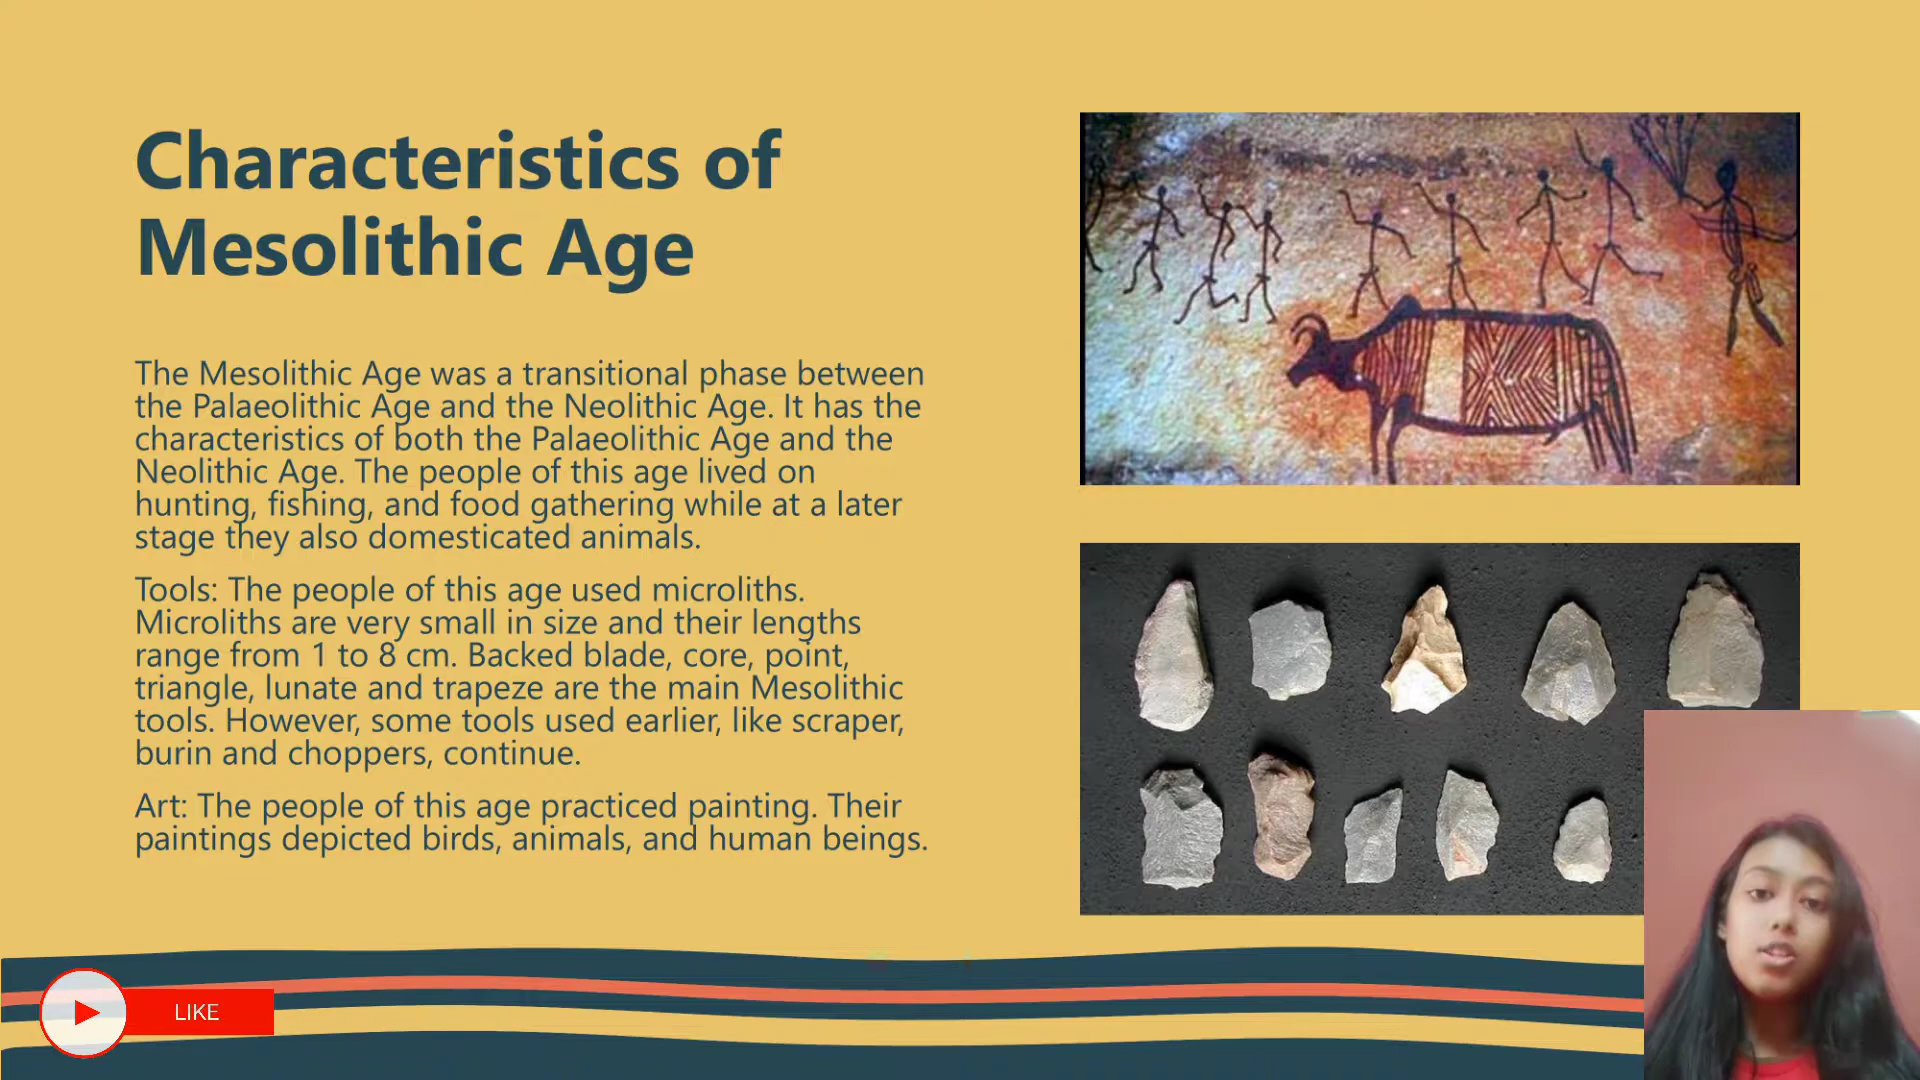 Characteristics of
Mesolithic Age
The Mesolithic Age was a transitional phase between
the Palaeolithic Age and the Neolithic Age. It has the
characteristics of both the Palaeolithic Age and the
Neolithic Age. The people of this age lived on
hunting, fishing, and food gathering while at a later
stage they also domesticated animals.
Tools: The people of this age used microliths.
Microliths are very small in size and their lengths
range from 1 to 8 cm. Backed blade, core, point,
triangle, lunate and trapeze are the main Mesolithic
tools. However, some tools used earlier, like scraper,
burin and choppers, continue.
Art: The people of this age practiced painting. Their
paintings depicted birds, animals, and human beings.
LIKE